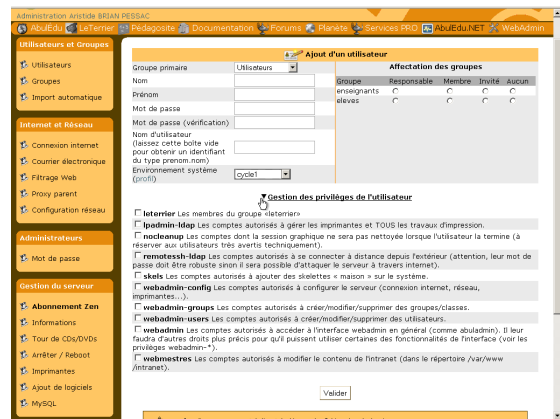 Administration Aristide BRIAN PESSAC
AbulEdu LeTerrier Pédagosite Documentation Forums Planète Services PRO AbulEdu.NET WebAdmin
Utilisateurs et Groupes
Utilisateurs
Groupes
Import automatique
Internet et Réseau
Connexion internet
Courrier électronique
Filtrage Web
Proxy parent
Configuration réseau
Administrateurs
Mot de passe
Gestion du serveur
Abonnement Zen
Informations
Tour de CDs/DVDs
Arrêter / Reboot
Imprimantes
Ajout de logiciels
MySQL
Ajout d'un utilisateur
Groupe primaire Utilisateurs
Nom
Prénom
Mot de passe
Mot de passe (vérification)
Nom d'utilisateur
(laissez cette boîte vide
pour obtenir un identifiant
du type prenom.nom)
Environnement système
(profil) cycle1
Affectation des groupes
Groupe Responsable Membre Invité Aucun
enseignants
eleves
Gestion des privilèges de l'utilisateur
leterrier Les membres du groupe «leterrier»
lpadmin-ldap Les comptes autorisés à gérer les imprimantes et TOUS les travaux d'impression.
nocleanup Les comptes dont la session graphique ne sera pas nettoyée lorsque l'utilisateur la termine (à
réserver aux utilisateurs très avertis techniquement).
remotessh-ldap Les comptes autorisés à se connecter à distance depuis l'extérieur (attention, leur mot de
passe doit être robuste sinon il sera possible d'attaquer le serveur à travers internet).
skels Les comptes autorisés à ajouter des skelettes « maison » sur le système.
webadmin-config Les comptes autorisés à configurer le serveur (connexion internet, réseau,
imprimantes...).
webadmin-groups Les comptes autorisés à créer/modifier/supprimer des groupes/classes.
webadmin-users Les comptes autorisés à créer/modifier/supprimer des utilisateurs.
webadmin Les comptes autorisés à accéder à l'interface webadmin en général (comme abuladmin). Il leur
faudra d'autres droits plus précis pour qu'il puissent utiliser certaines des fonctionnalités de l'interface (voir les
privilèges webadmin-*).
webmestres Les comptes autorisés à modifier le contenu de l'intranet (dans le répertoire /var/www
/intranet).
Valider